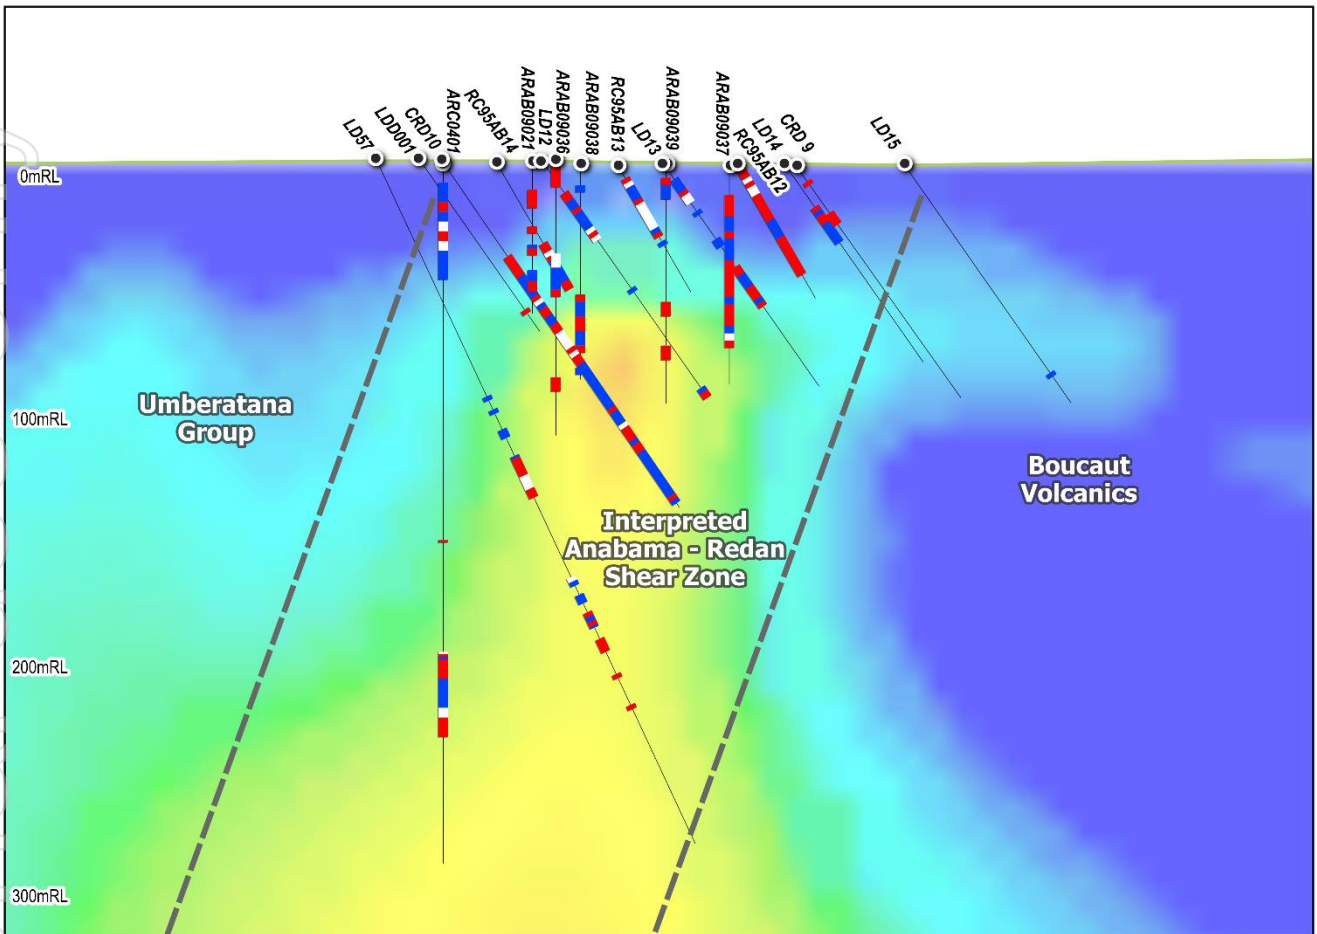 LD57
LDD001
CRD10
ARC0401
RC95AB14
ARAB09021
LD12
ARAB09036
ARAB09038
RC95AB13
LD13
ARAB09039
ARAB09037
RC95AB12
LD14
CRD 9
LD15
0mRL
100mRL
200mRL
300mRL
Umberatana
Group
Interpreted
Anabama - Redan
Shear Zone
Boucaut
Volcanics